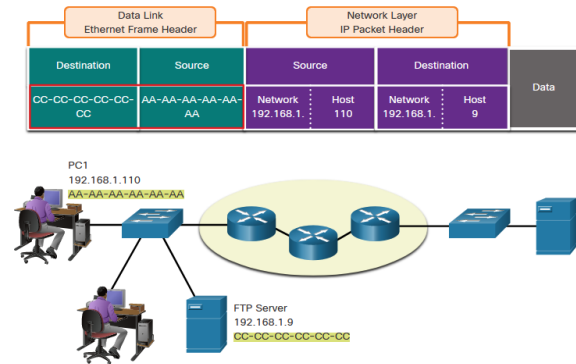 Data Link
Ethernet Frame Header
Network Layer
IP Packet Header
Destination
Source
Source
Destination
Data
CC-CC-CC-CC-CC-
CC
AA-AA-AA-AA-AA-
AA
Network
192.168.1.
Host
110
Network
192.168.1.
Host
9
PC1
192.168.1.110
AA-AA-AA-AA-AA-AA
FTP Server
192.168.1.9
CC-CC-CC-CC-CC-CC